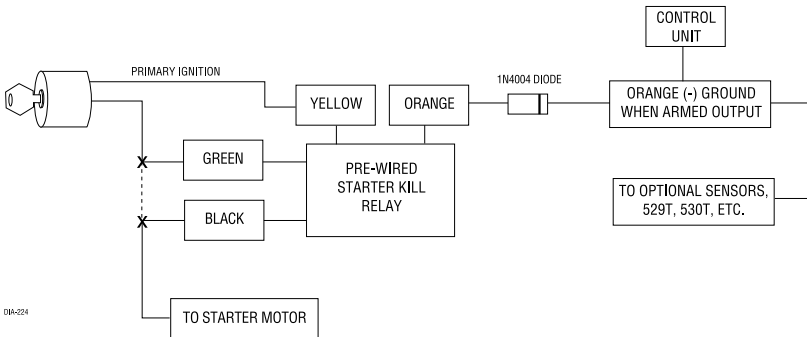 CONTROL
UNIT
PRIMARY IGNITION
1N4004 DIODE
YELLOW
ORANGE
ORANGE (-) GROUND
WHEN ARMED OUTPUT
X
GREEN
PRE-WIRED
STARTER KILL
RELAY
TO OPTIONAL SENSORS,
529T, 530T, ETC.
X
BLACK
DIA-224
TO STARTER MOTOR